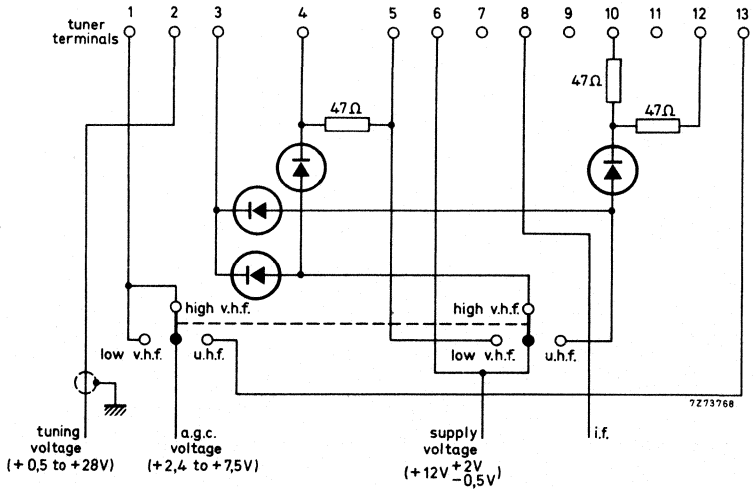 tuner
terminals
1 2 3 4 5 6 7 8 9 10 11 12 13
47Ω
47Ω
47Ω
high v.h.f.
high v.h.f.
low v.h.f.
u.h.f.
low v.h.f.
u.h.f.
7Z73768
tuning
voltage
(+0,5 to +28V)
a.g.c.
voltage
(+2,4 to +7,5V)
supply
voltage
(+12V +2V -0,5V)
i.f.